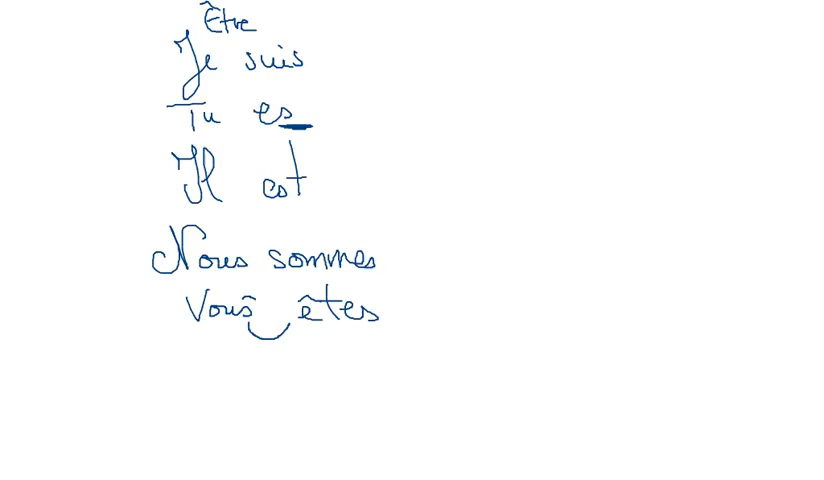 Être
Je suis
Tu es
Il est
Nous sommes
Vous êtes